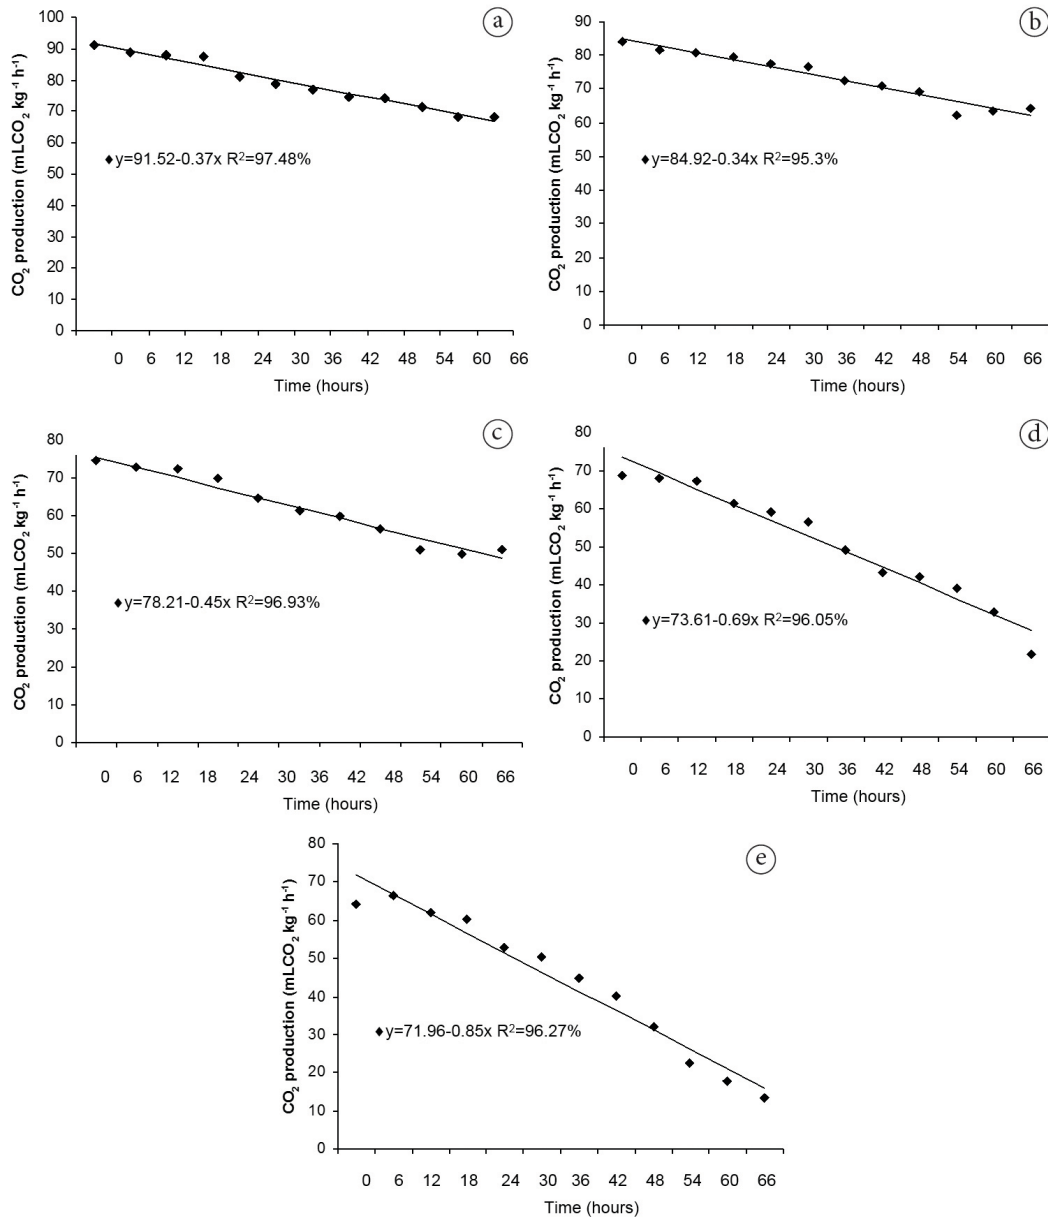 a
CO₂ production (mLCO₂ kg⁻¹ h⁻¹)
100
90
80
70
60
50
40
30
20
10
0
y=91.52-0.37x R²=97.48%
0 6 12 18 24 30 36 42 48 54 60 66
Time (hours)
b
CO₂ production (mLCO₂ kg⁻¹ h⁻¹)
90
80
70
60
50
40
30
20
10
0
y=84.92-0.34x R²=95.3%
0 6 12 18 24 30 36 42 48 54 60 66
Time (hours)
c
CO₂ production (mLCO₂ kg⁻¹ h⁻¹)
80
70
60
50
40
30
20
10
0
y=78.21-0.45x R²=96.93%
0 6 12 18 24 30 36 42 48 54 60 66
Time (hours)
d
CO₂ production (mLCO₂ kg⁻¹ h⁻¹)
80
70
60
50
40
30
20
10
0
y=73.61-0.69x R²=96.05%
0 6 12 18 24 30 36 42 48 54 60 66
Time (hours)
e
CO₂ production (mLCO₂ kg⁻¹ h⁻¹)
80
70
60
50
40
30
20
10
0
y=71.96-0.85x R²=96.27%
0 6 12 18 24 30 36 42 48 54 60 66
Time (hours)